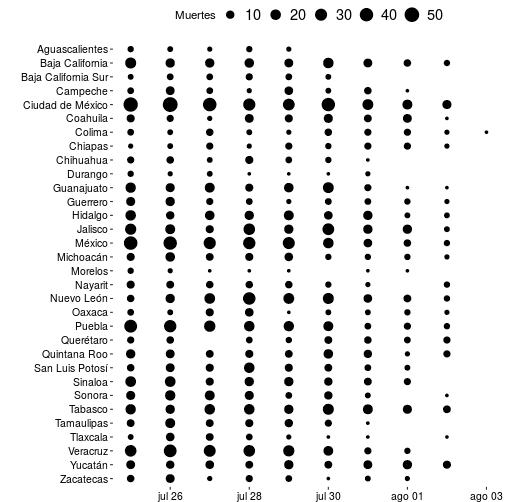 Muertes 10 20 30 40 50
Aguascalientes
Baja California
Baja California Sur
Campeche
Ciudad de México
Coahuila
Colima
Chiapas
Chihuahua
Durango
Guanajuato
Guerrero
Hidalgo
Jalisco
México
Michoacán
Morelos
Nayarit
Nuevo León
Oaxaca
Puebla
Querétaro
Quintana Roo
San Luis Potosí
Sinaloa
Sonora
Tabasco
Tamaulipas
Tlaxcala
Veracruz
Yucatán
Zacatecas
jul 26 jul 28 jul 30 ago 01 ago 03